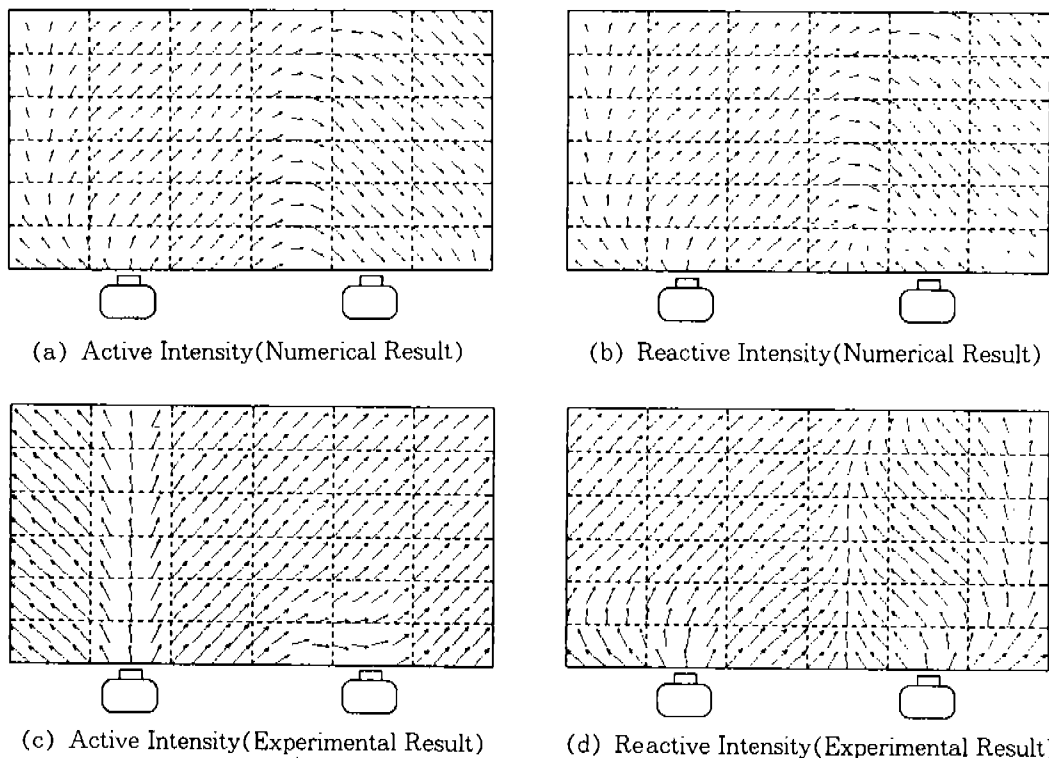 (a) Active Intensity(Numerical Result)
(b) Reactive Intensity(Numerical Result)
(c) Active Intensity(Experimental Result)
(d) Reactive Intensity(Experimental Result)